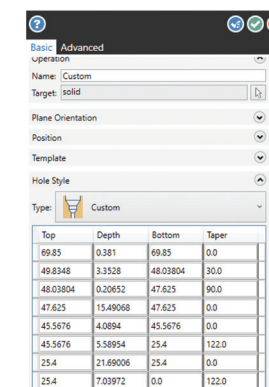 ?
Basic Advanced
Operation
Name: Custom
Target: solid
Plane Orientation
Position
Template
Hole Style
Type: Custom
Top Depth Bottom Taper
69.85 0.381 69.85 0.0
49.8348 3.3528 48.03804 30.0
48.03804 0.20652 47.625 90.0
47.625 15.49068 47.625 0.0
45.5676 4.0894 45.5676 0.0
45.5676 5.58954 25.4 122.0
25.4 21.69006 25.4 0.0
25.4 7.03972 0.0 122.0